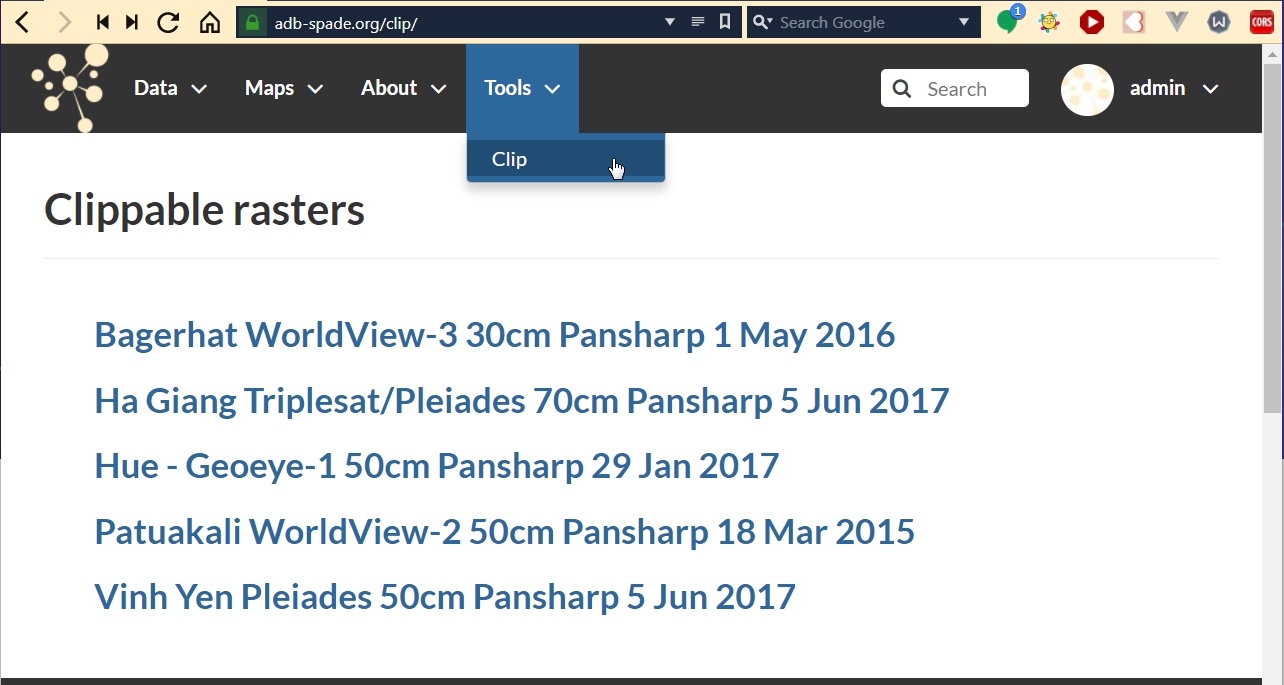 adb-spade.org/clip/
Search Google
1
CORS
Data
Maps
About
Tools
Search
admin
Clip
Clippable rasters
Bagerhat WorldView-3 30cm Pansharp 1 May 2016
Ha Giang Triplesat/Pleiades 70cm Pansharp 5 Jun 2017
Hue - Geoeye-1 50cm Pansharp 29 Jan 2017
Patuakali WorldView-2 50cm Pansharp 18 Mar 2015
Vinh Yen Pleiades 50cm Pansharp 5 Jun 2017